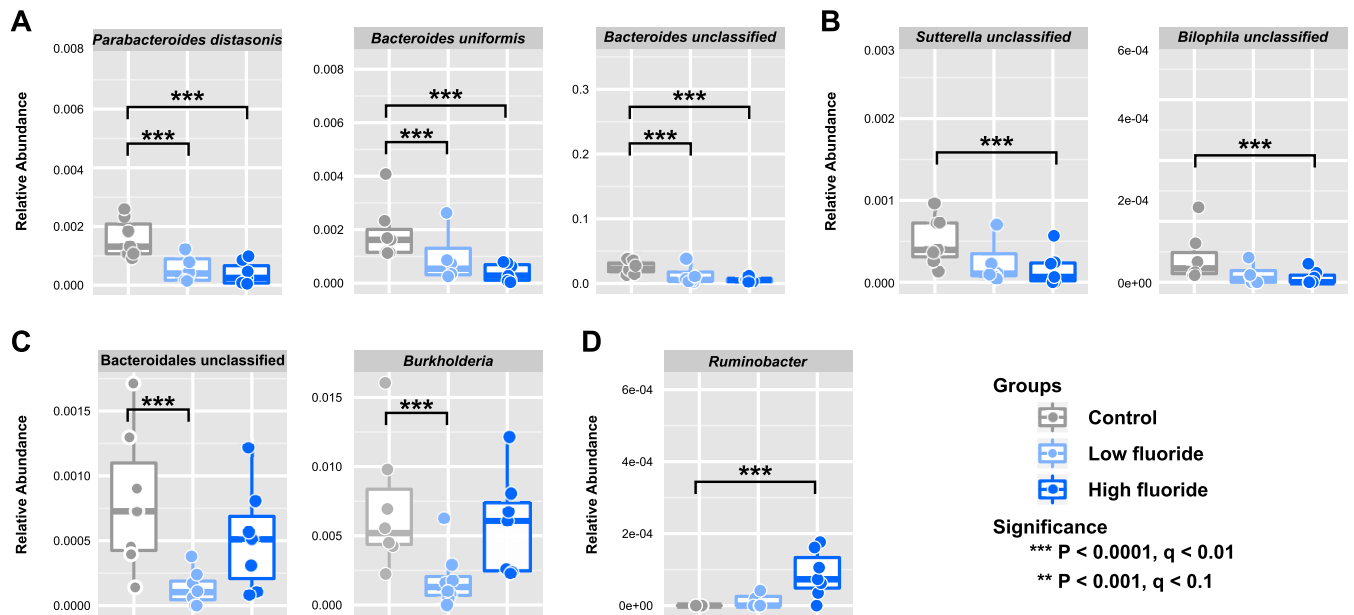 A
B
Parabacteroides distasonis
Bacteroides uniformis
Bacteroides unclassified
Sutterella unclassified
Bilophila unclassified
Relative Abundance
0.008
0.006
0.004
0.002
0.000
***
***
0.008
0.006
0.004
0.002
0.000
***
***
0.3
0.2
0.1
0.0
***
***
Relative Abundance
0.003
0.002
0.001
0.000
***
6e-04
4e-04
2e-04
0e+00
***
C
D
Bacteroidales unclassified
Burkholderia
Ruminobacter
Relative Abundance
0.0015
0.0010
0.0005
0.0000
***
0.015
0.010
0.005
0.000
***
Relative Abundance
6e-04
4e-04
2e-04
0e+00
***
Groups
Control
Low fluoride
High fluoride
Significance
*** P < 0.0001, q < 0.01
** P < 0.001, q < 0.1